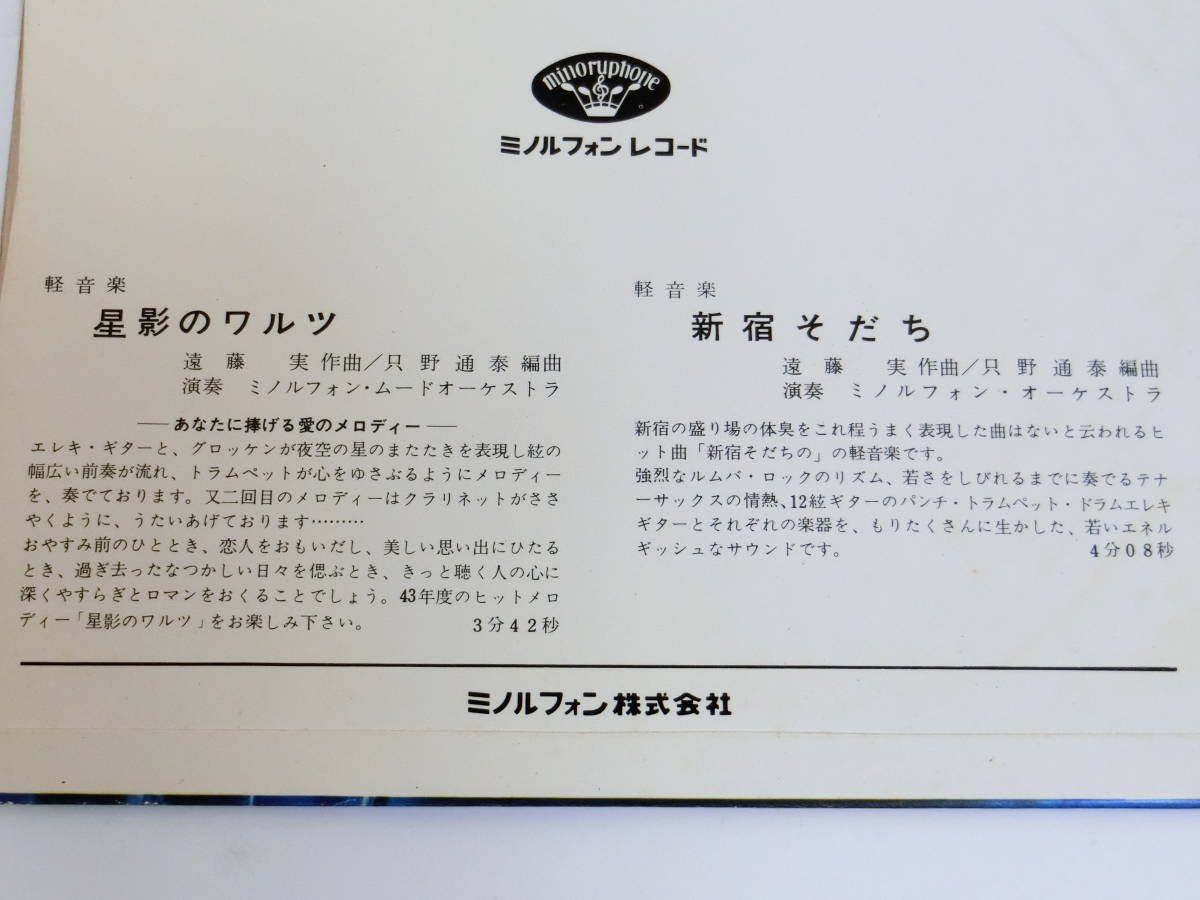 minoruphone
ミノルフォン レコード
軽音楽
星影のワルツ
遠藤 実作曲/只野通泰編曲
演奏 ミノルフォン・ムードオーケストラ
── あなたに捧げる愛のメロディー ──
エレキ・ギターと、グロッケンが夜空の星のまたたきを表現し絃の
幅広い前奏が流れ、トラムペットが心をゆさぶるようにメロディー
を、奏でております。又二回目のメロディーはクラリネットがささ
やくように、うたいあげております………
おやすみ前のひととき、恋人をおもいだし、美しい思い出にひたる
とき、過ぎ去ったなつかしい日々を偲ぶとき、きっと聴く人の心に
深くやすらぎとロマンをおくることでしょう。43年度のヒットメロ
ディー「星影のワルツ」をお楽しみ下さい。 3分42秒
軽音楽
新宿そだち
遠藤 実作曲/只野通泰編曲
演奏 ミノルフォン・オーケストラ
新宿の盛り場の体臭をこれ程うまく表現した曲はないと云われるヒ
ット曲「新宿そだちの」の軽音楽です。
強烈なルムバ・ロックのリズム、若さをしびれるまでに奏でるテナ
ーサックスの情熱、12絃ギターのパンチ・トラムペット・ドラムエレキ
ギターとそれぞれの楽器を、もりたくさんに生かした、若いエネル
ギッシュなサウンドです。 4分08秒
ミノルフォン株式会社